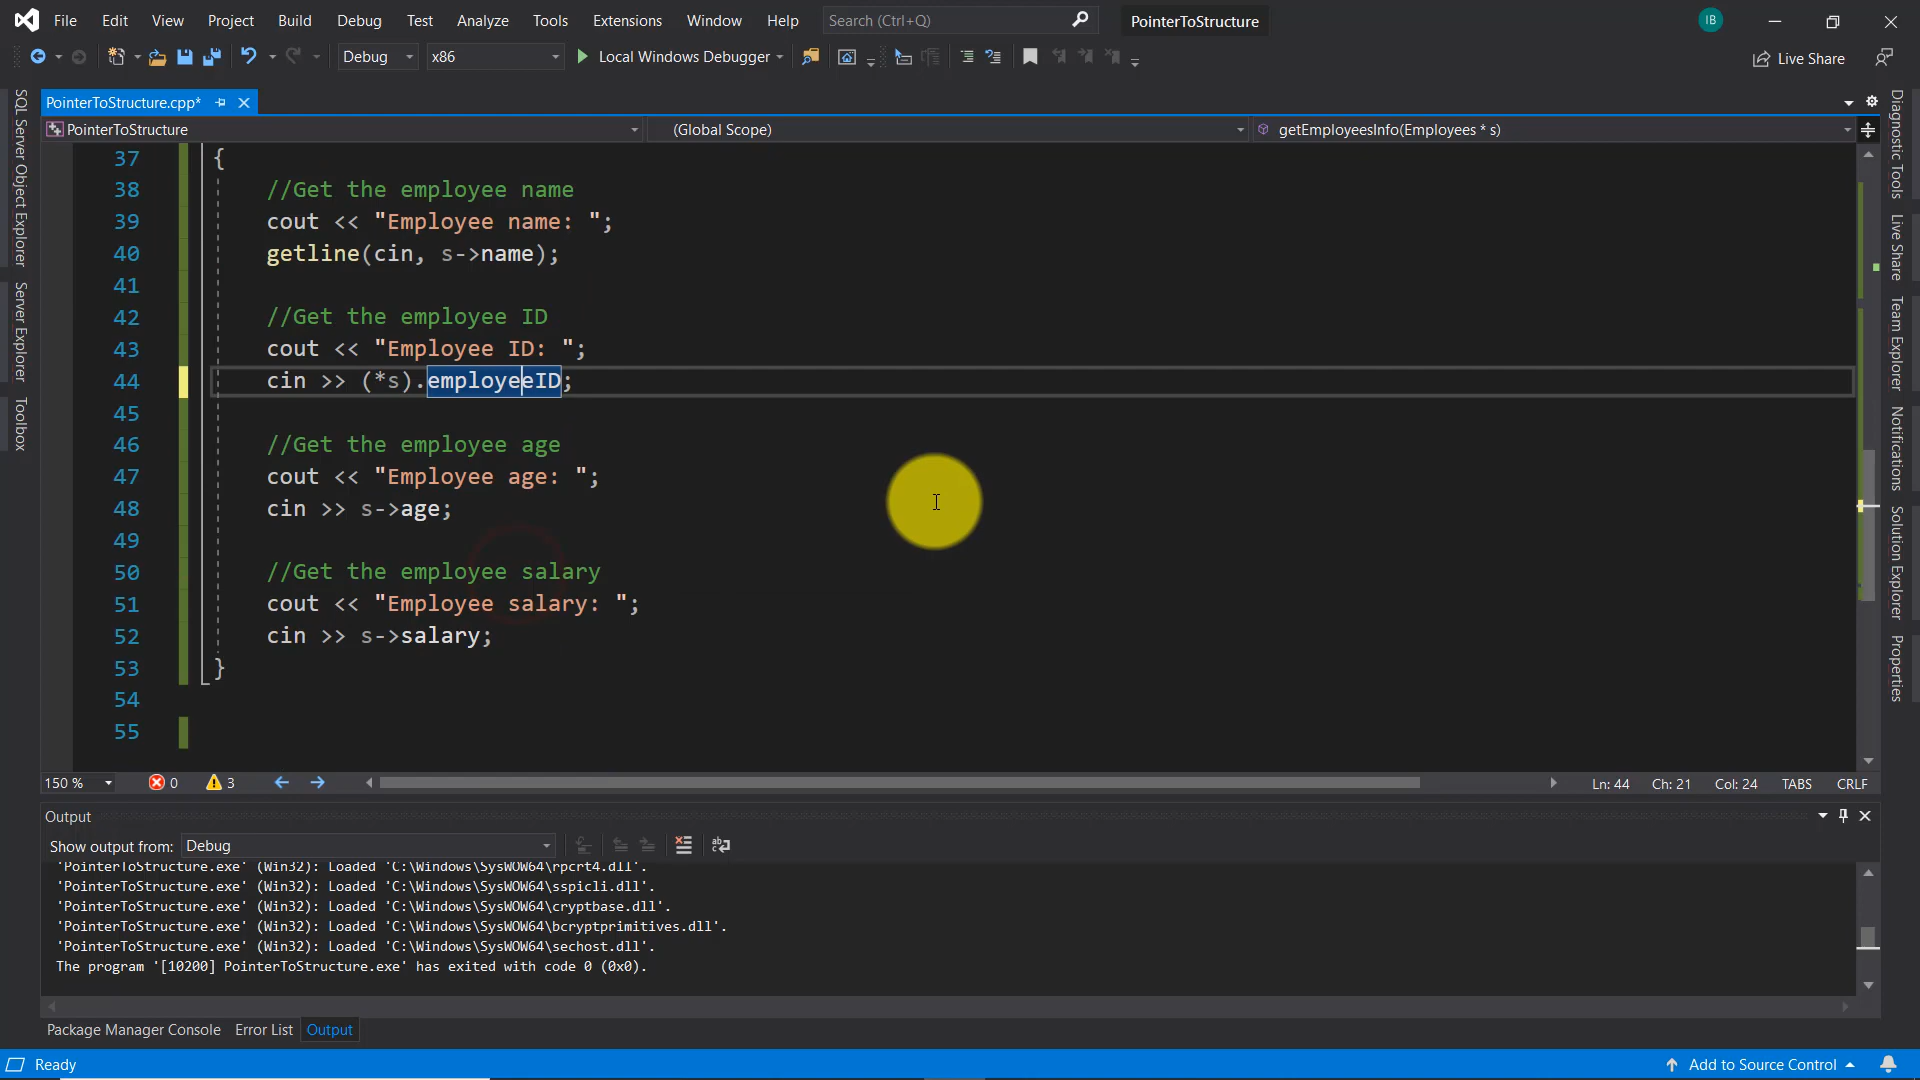 File Edit View Project Build Debug Test Analyze Tools Extensions Window Help Search (Ctrl+Q) PointerToStructure IB
Debug x86 Local Windows Debugger Live Share
PointerToStructure.cpp*
PointerToStructure (Global Scope) getEmployeesInfo(Employees * s)
37 {
38 //Get the employee name
39 cout << "Employee name: ";
40 getline(cin, s->name);
41
42 //Get the employee ID
43 cout << "Employee ID: ";
44 cin >> (*s).employeeID;
45
46 //Get the employee age
47 cout << "Employee age: ";
48 cin >> s->age;
49
50 //Get the employee salary
51 cout << "Employee salary: ";
52 cin >> s->salary;
53 }
54
55
150 % 0 3 Ln: 44 Ch: 21 Col: 24 TABS CRLF
Output
Show output from: Debug
'PointerToStructure.exe' (Win32): Loaded 'C:\Windows\SysWOW64\rpcrt4.dll'.
'PointerToStructure.exe' (Win32): Loaded 'C:\Windows\SysWOW64\sspicli.dll'.
'PointerToStructure.exe' (Win32): Loaded 'C:\Windows\SysWOW64\cryptbase.dll'.
'PointerToStructure.exe' (Win32): Loaded 'C:\Windows\SysWOW64\bcryptprimitives.dll'.
'PointerToStructure.exe' (Win32): Loaded 'C:\Windows\SysWOW64\sechost.dll'.
The program '[10200] PointerToStructure.exe' has exited with code 0 (0x0).
Package Manager Console Error List Output
Ready Add to Source Control
SQL Server Object Explorer
Server Explorer
Toolbox
Diagnostic Tools
Live Share
Team Explorer
Notifications
Solution Explorer
Properties